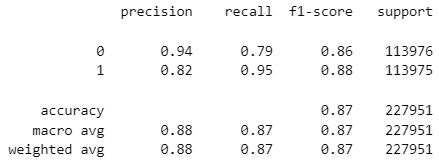 precision recall f1-score support
0 0.94 0.79 0.86 113976
1 0.82 0.95 0.88 113975
accuracy 0.87 227951
macro avg 0.88 0.87 0.87 227951
weighted avg 0.88 0.87 0.87 227951